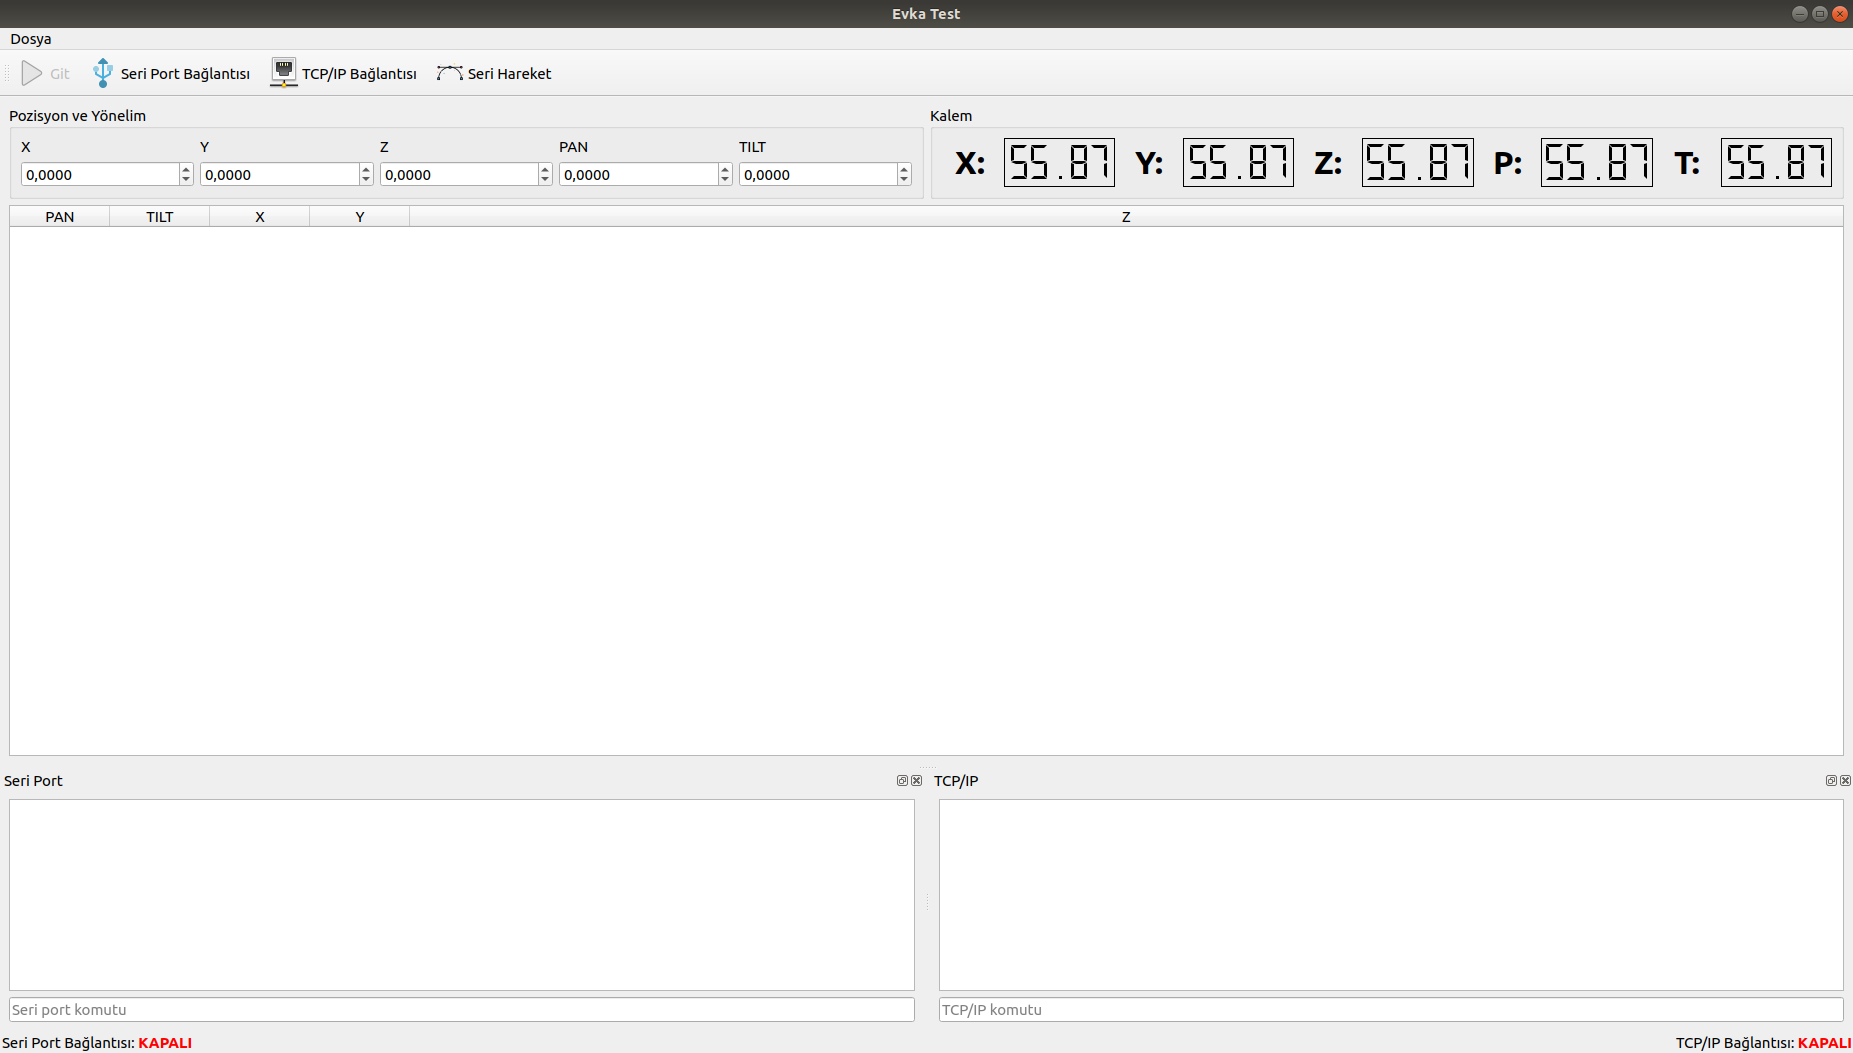 Evka Test
Dosya
Git Seri Port Bağlantısı TCP/IP Bağlantısı Seri Hareket
Pozisyon ve Yönelim Kalem
X Y Z PAN TILT
0,0000 0,0000 0,0000 0,0000 0,0000
X: 55.87 Y: 55.87 Z: 55.87 P: 55.87 T: 55.87
PAN TILT X Y Z
Seri Port TCP/IP
Seri port komutu TCP/IP komutu
Seri Port Bağlantısı: KAPALI TCP/IP Bağlantısı: KAPALI